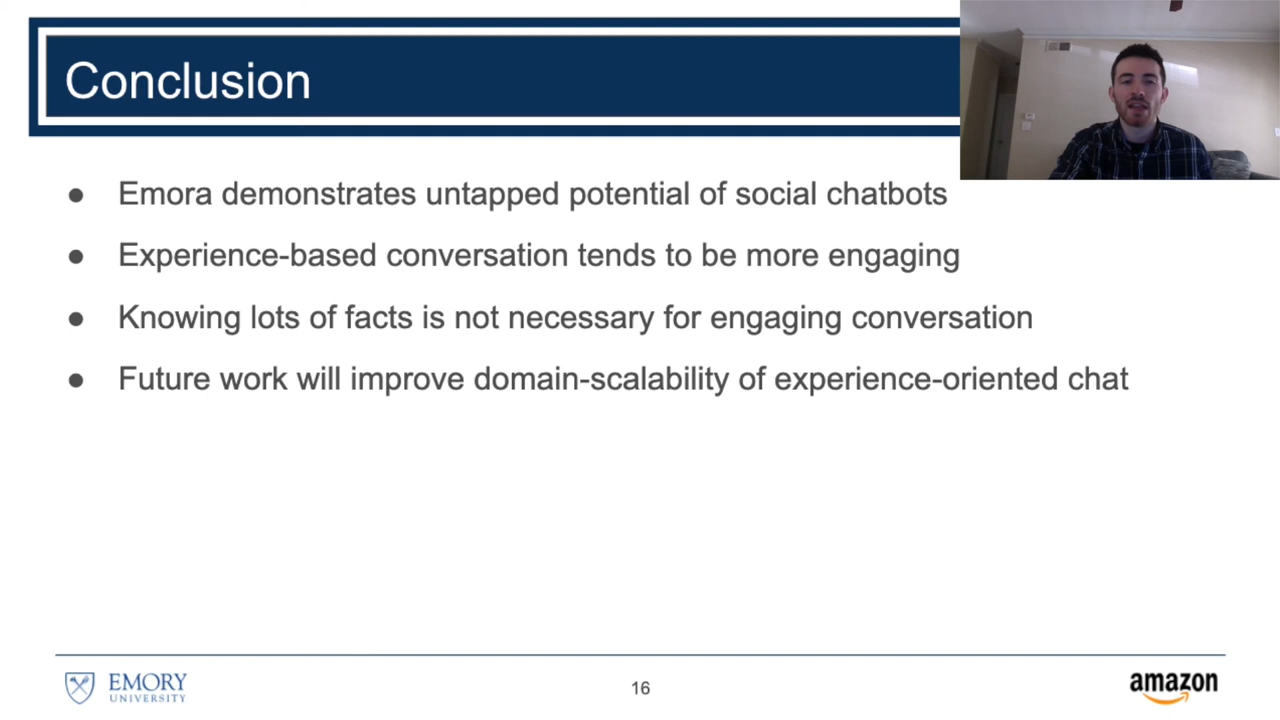 Conclusion
● Emora demonstrates untapped potential of social chatbots
● Experience-based conversation tends to be more engaging
● Knowing lots of facts is not necessary for engaging conversation
● Future work will improve domain-scalability of experience-oriented chat
EMORY
UNIVERSITY
16
amazon